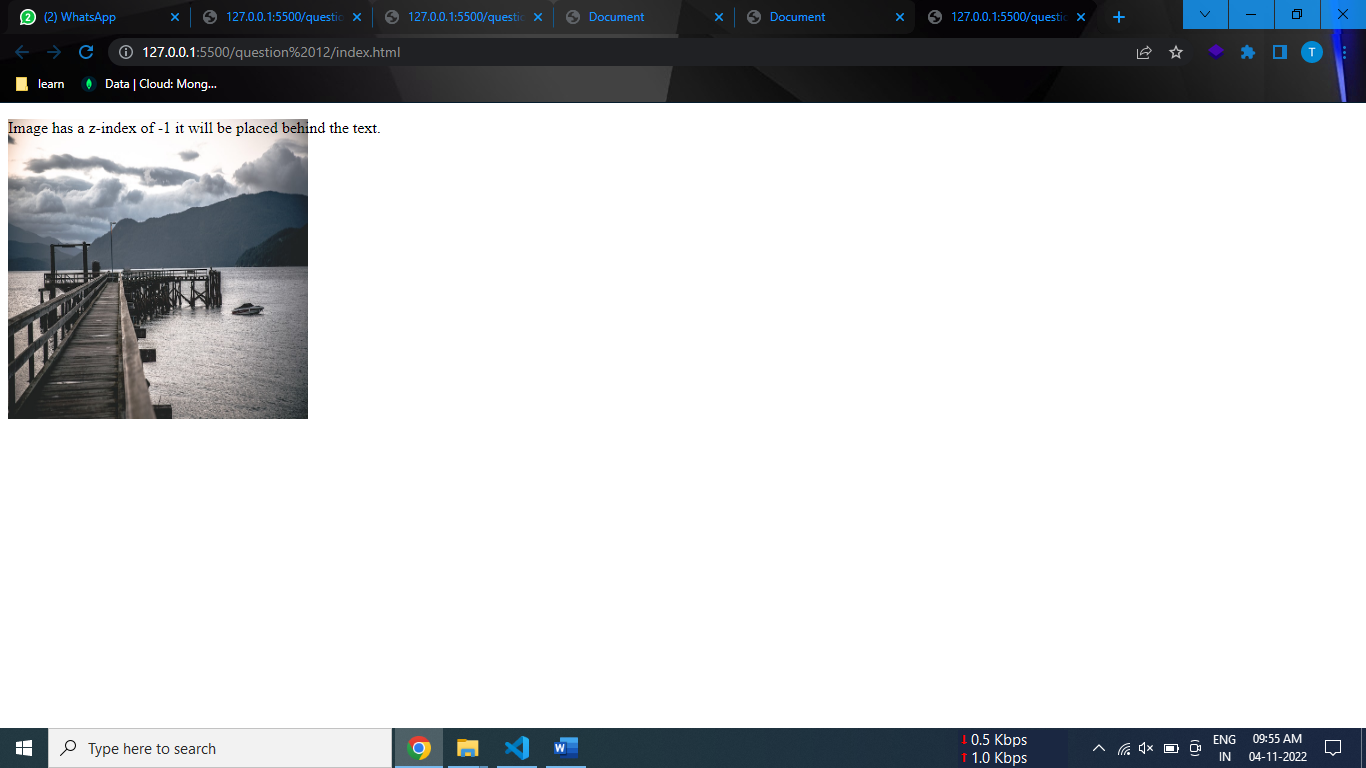 (2) WhatsApp
127.0.0.1:5500/questic
127.0.0.1:5500/questic
Document
Document
127.0.0.1:5500/questic
127.0.0.1:5500/question%2012/index.html
T
learn
Data | Cloud: Mong...
Image has a z-index of -1 it will be placed behind the text.
Type here to search
0.5 Kbps
1.0 Kbps
ENG
IN
09:55 AM
04-11-2022